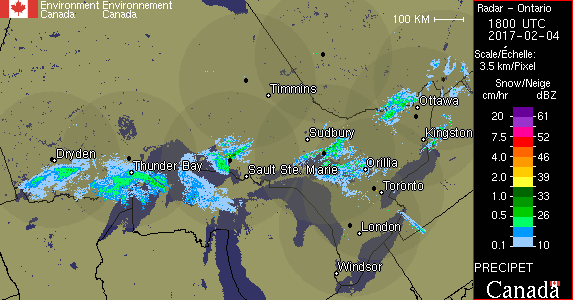 Environment Environnement
Canada Canada
100 KM
Timmins
Ottawa
Sudbury
Kingston
Dryden
Thunder Bay
Sault Ste. Marie
Orillia
Toronto
London
Windsor
Radar - Ontario
1800 UTC
2017-02-04
Scale/Échelle:
3.5 km/Pixel
Snow/Neige
cm/hr dBZ
20 61
7.5 57
5.5 52
4.0 46
2.0 39
1.0 33
0.5 26
0.1 10
PRECIPET
Canada